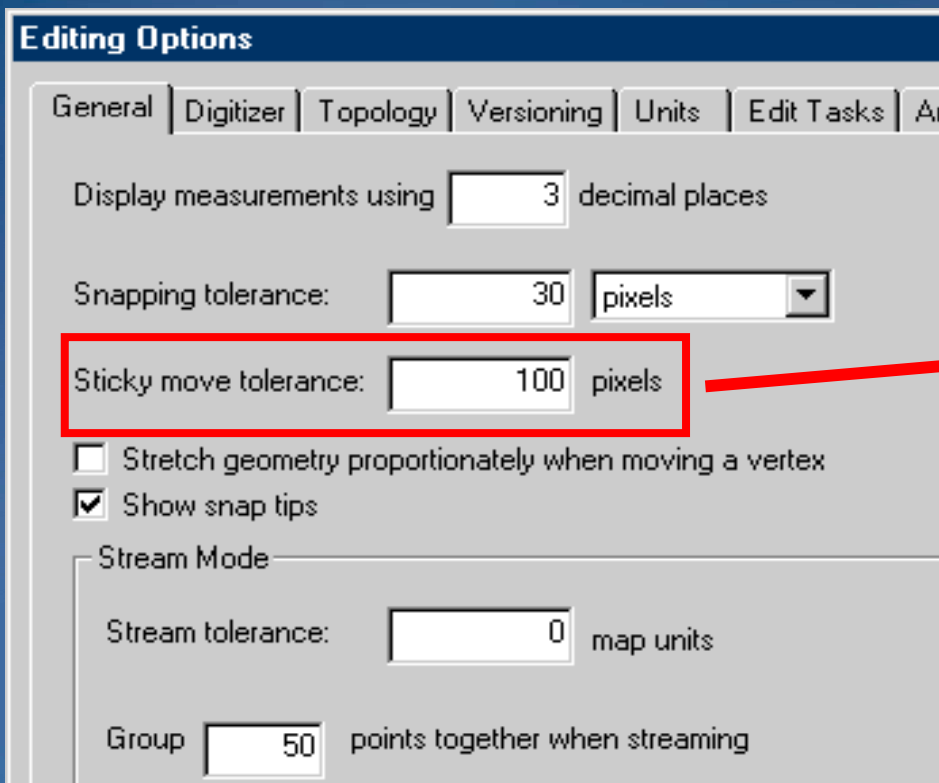 Editing Options
General Digitizer Topology Versioning Units Edit Tasks
Display measurements using 3 decimal places
Snapping tolerance: 30 pixels
Sticky move tolerance: 100 pixels
Stretch geometry proportionately when moving a vertex
Show snap tips
Stream Mode
Stream tolerance: 0 map units
Group 50 points together when streaming